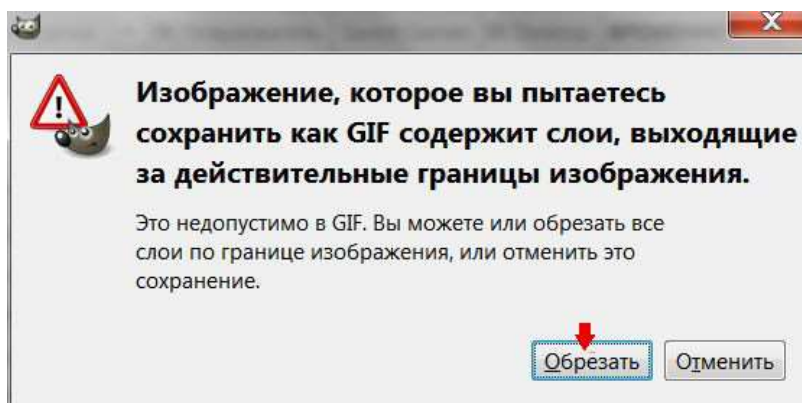 Изображение, которое вы пытаетесь
сохранить как GIF содержит слои, выходящие
за действительные границы изображения.
Это недопустимо в GIF. Вы можете или обрезать все
слои по границе изображения, или отменить это
сохранение.
Обрезать Отменить